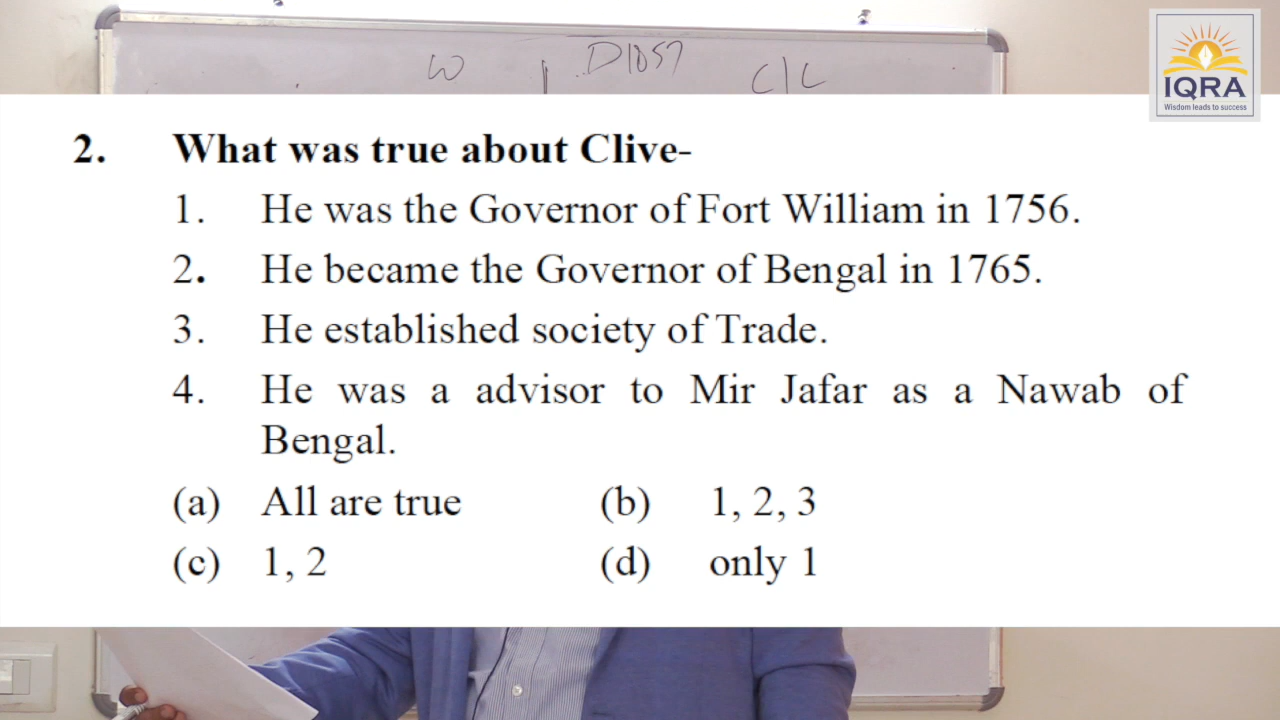 W D1857 C/C
IQRA
Wisdom leads to success
2. What was true about Clive-
1. He was the Governor of Fort William in 1756.
2. He became the Governor of Bengal in 1765.
3. He established society of Trade.
4. He was a advisor to Mir Jafar as a Nawab of
Bengal.
(a) All are true (b) 1, 2, 3
(c) 1, 2 (d) only 1